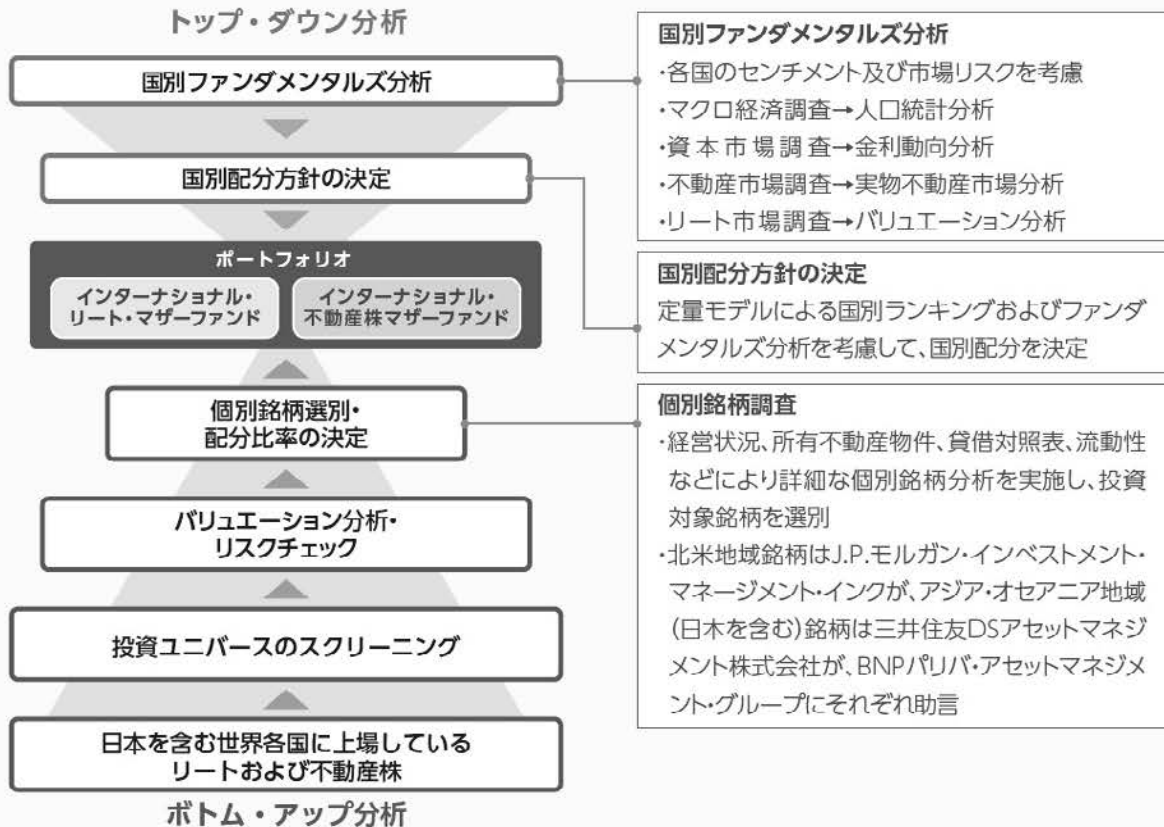 トップ・ダウン分析
国別ファンダメンタルズ分析
国別配分方針の決定
ポートフォリオ
インターナショナル・
リート・マザーファンド
インターナショナル・
不動産株マザーファンド
個別銘柄選別・
配分比率の決定
バリュエーション分析・
リスクチェック
投資ユニバースのスクリーニング
日本を含む世界各国に上場している
リートおよび不動産株
ボトム・アップ分析
国別ファンダメンタルズ分析
・各国のセンチメント及び市場リスクを考慮
・マクロ経済調査→人口統計分析
・資本市場調査→金利動向分析
・不動産市場調査→実物不動産市場分析
・リート市場調査→バリュエーション分析
国別配分方針の決定
定量モデルによる国別ランキングおよびファンダ
メンタルズ分析を考慮して、国別配分を決定
個別銘柄調査
・経営状況、所有不動産物件、貸借対照表、流動性
などにより詳細な個別銘柄分析を実施し、投資
対象銘柄を選別
・北米地域銘柄はJ.P.モルガン・インベストメント・
マネージメント・インクが、アジア・オセアニア地域
(日本を含む)銘柄は三井住友DSアセットマネジ
メント株式会社が、BNPパリバ・アセットマネジメ
ント・グループにそれぞれ助言